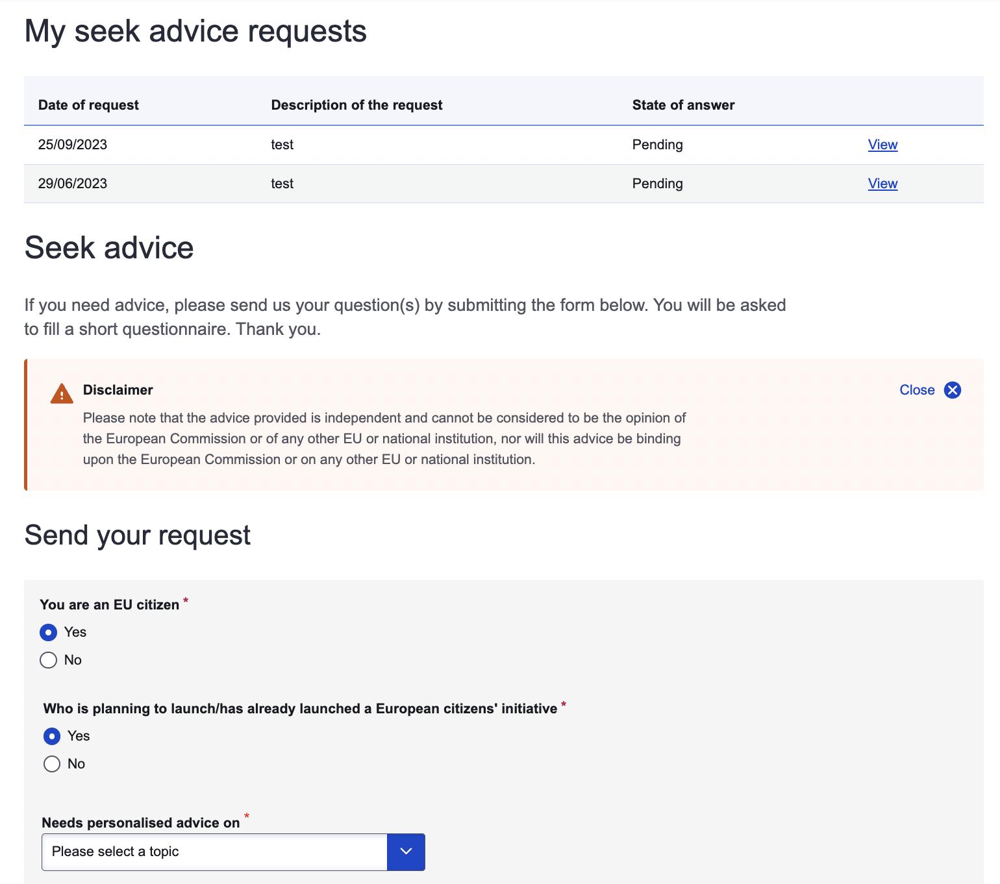 My seek advice requests
Date of request Description of the request State of answer
25/09/2023 test Pending View
29/06/2023 test Pending View
Seek advice
If you need advice, please send us your question(s) by submitting the form below. You will be asked
to fill a short questionnaire. Thank you.
Disclaimer Close
Please note that the advice provided is independent and cannot be considered to be the opinion of
the European Commission or of any other EU or national institution, nor will this advice be binding
upon the European Commission or on any other EU or national institution.
Send your request
You are an EU citizen *
Yes
No
Who is planning to launch/has already launched a European citizens' initiative *
Yes
No
Needs personalised advice on *
Please select a topic